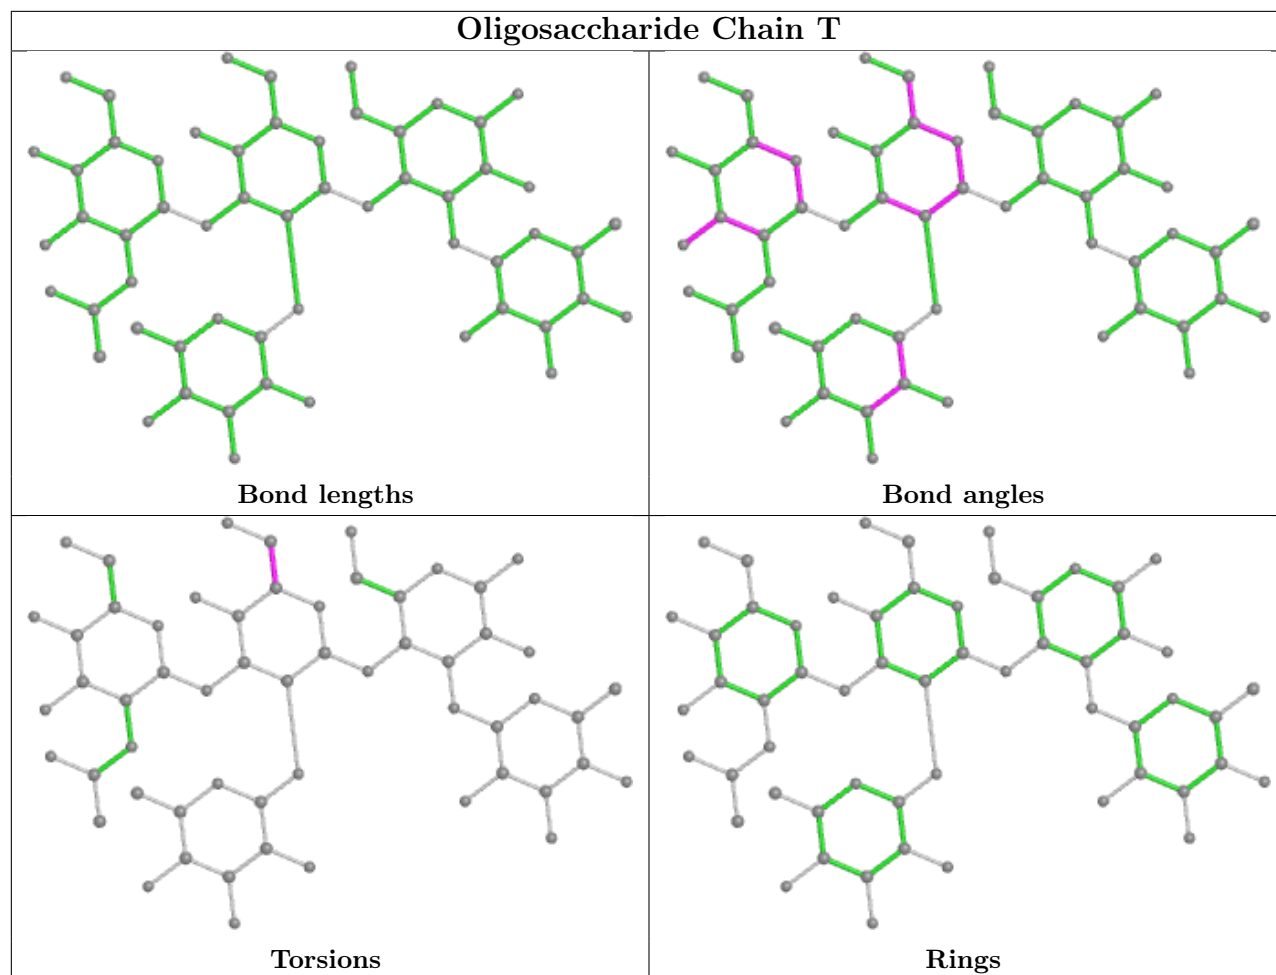 Oligosaccharide Chain T
Bond lengths
Bond angles
Torsions
Rings